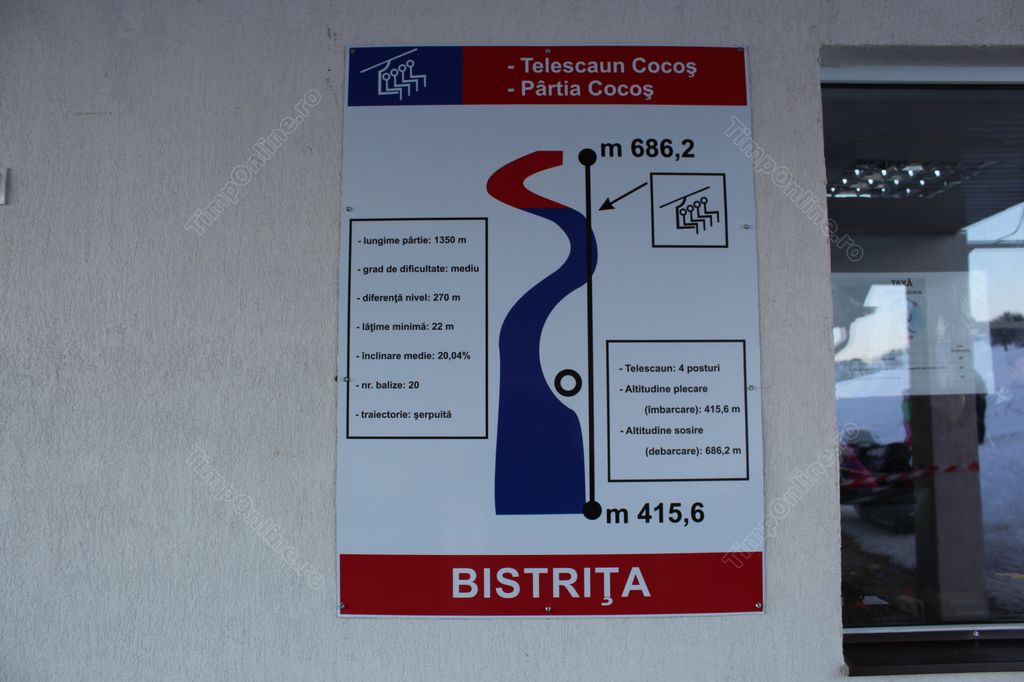 - Telescaun Cocoş
- Pârtia Cocoş
m 686,2
- lungime pârtie: 1350 m
- grad de dificultate: mediu
- diferenţă nivel: 270 m
- lăţime minimă: 22 m
- înclinare medie: 20,04%
- nr. balize: 20
- traiectorie: şerpuită
- Telescaun: 4 posturi
- Altitudine plecare
(îmbarcare): 415,6 m
- Altitudine sosire
(debarcare): 686,2 m
m 415,6
BISTRIŢA
TAXĂ
TimpOnline.ro
TimpOnline.ro
TimpOnline.ro
TimpOnline.ro